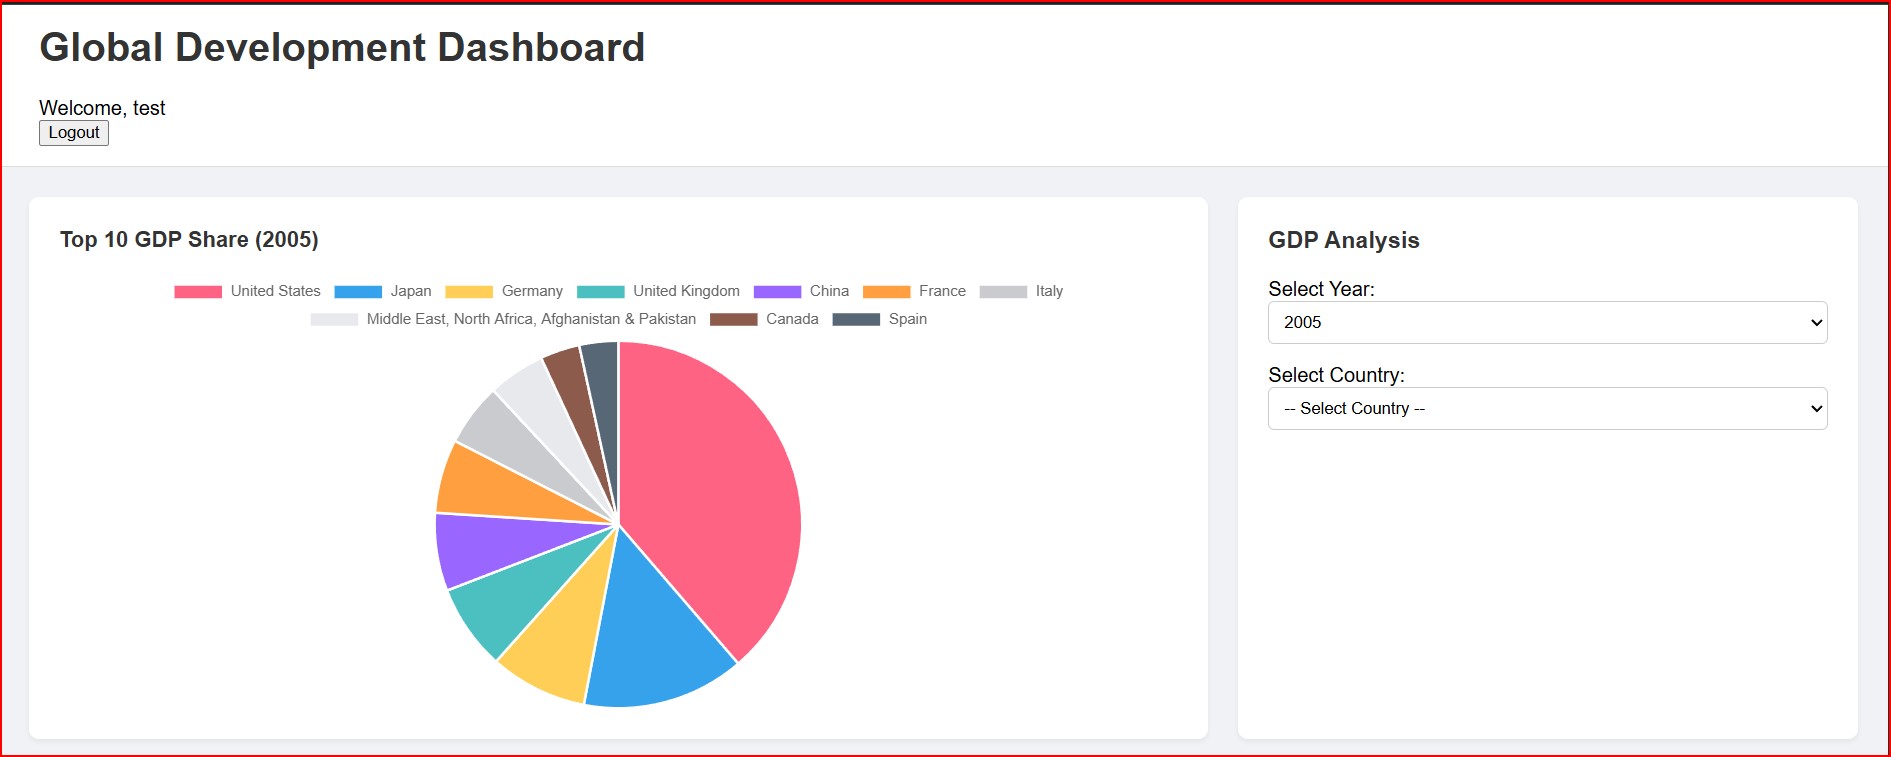 Global Development Dashboard
Welcome, test
Logout
Top 10 GDP Share (2005)
United States Japan Germany United Kingdom China France Italy
Middle East, North Africa, Afghanistan & Pakistan Canada Spain
GDP Analysis
Select Year:
2005
Select Country:
-- Select Country --